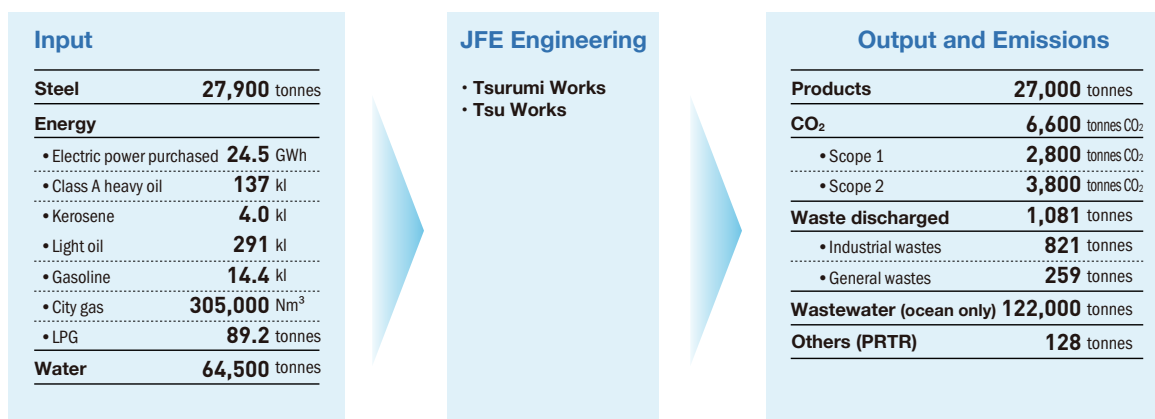 Input
Steel 27,900 tonnes
Energy
• Electric power purchased 24.5 GWh
• Class A heavy oil 137 kl
• Kerosene 4.0 kl
• Light oil 291 kl
• Gasoline 14.4 kl
• City gas 305,000 Nm³
• LPG 89.2 tonnes
Water 64,500 tonnes
JFE Engineering
・Tsurumi Works
・Tsu Works
Output and Emissions
Products 27,000 tonnes
CO₂ 6,600 tonnes CO₂
• Scope 1 2,800 tonnes CO₂
• Scope 2 3,800 tonnes CO₂
Waste discharged 1,081 tonnes
• Industrial wastes 821 tonnes
• General wastes 259 tonnes
Wastewater (ocean only) 122,000 tonnes
Others (PRTR) 128 tonnes